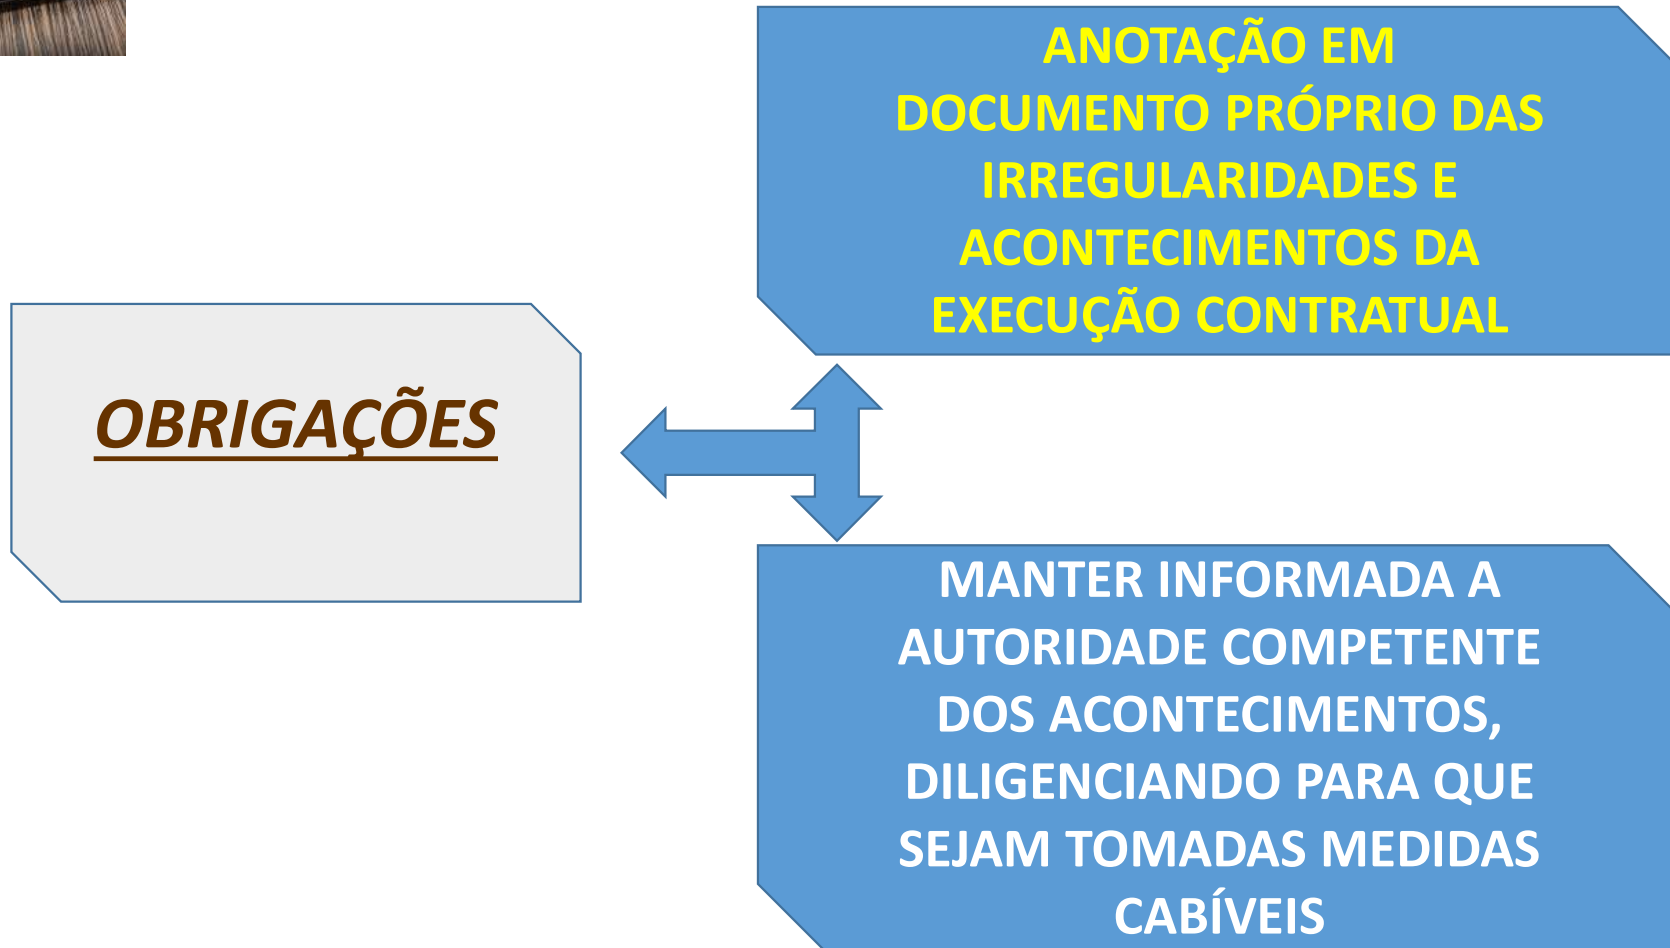 ANOTAÇÃO EM
DOCUMENTO PRÓPRIO DAS
IRREGULARIDADES E
ACONTECIMENTOS DA
EXECUÇÃO CONTRATUAL
OBRIGAÇÕES
MANTER INFORMADA A
AUTORIDADE COMPETENTE
DOS ACONTECIMENTOS,
DILIGENCIANDO PARA QUE
SEJAM TOMADAS MEDIDAS
CABÍVEIS